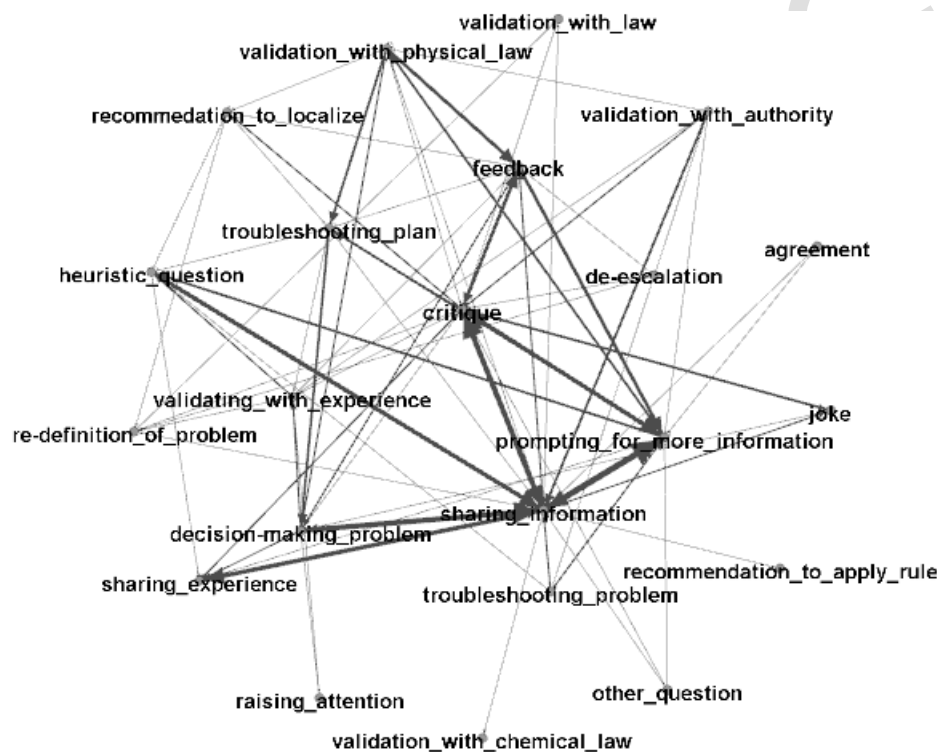 validation_with_law
validation_with_physical_law
recommedation_to_localize
validation_with_authority
feedback
troubleshooting_plan
agreement
heuristic_question
de-escalation
critique
validating_with_experience
joke
re-definition_of_problem
prompting_for_more_information
sharing_information
decision-making_problem
recommendation_to_apply_rule
sharing_experience
troubleshooting_problem
other_question
raising_attention
validation_with_chemical_law